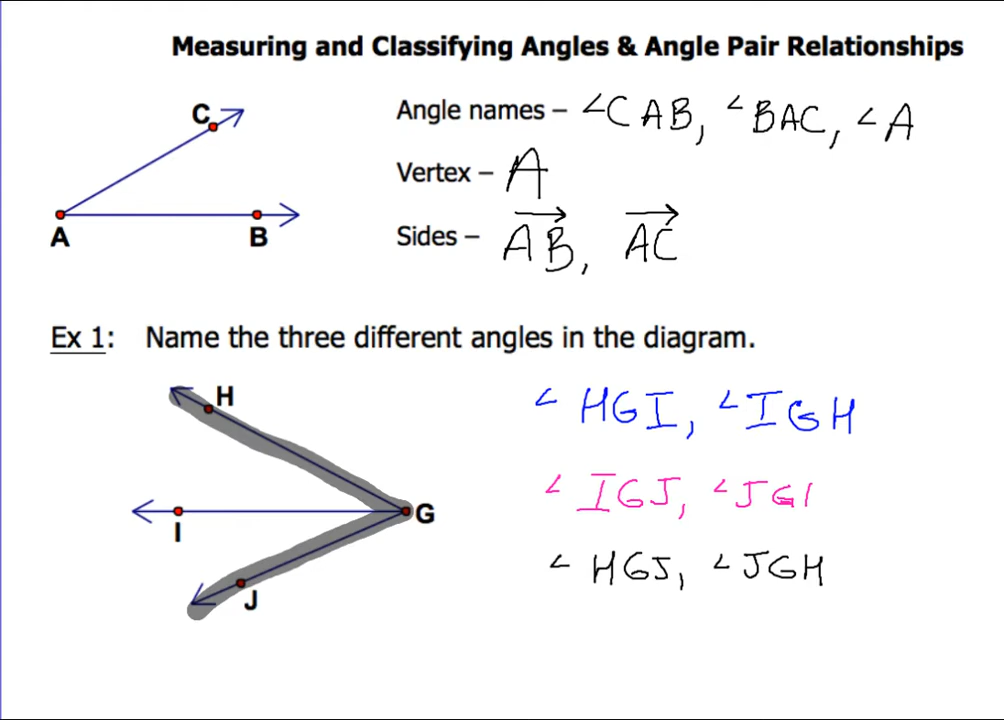 Measuring and Classifying Angles & Angle Pair Relationships
C
A
B
Angle names – ∠CAB, ∠BAC, ∠A
Vertex – A
Sides – AB, AC
Ex 1: Name the three different angles in the diagram.
H
G
I
J
∠HGI, ∠IGH
∠IGJ, ∠JGI
∠HGJ, ∠JGH